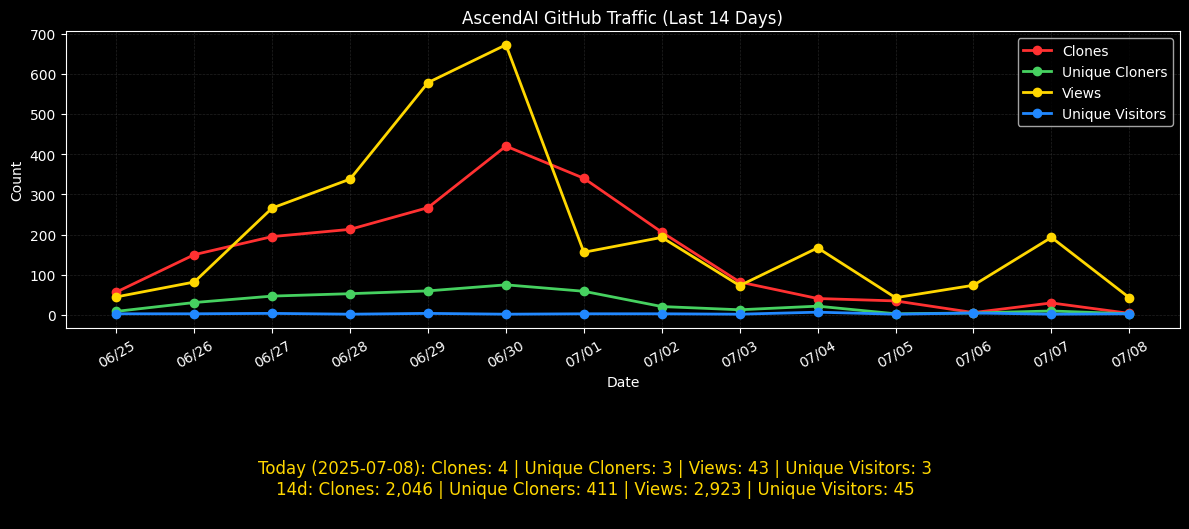 AscendAI GitHub Traffic (Last 14 Days)
700
600
500
400
300
200
100
0
Count
Clones
Unique Cloners
Views
Unique Visitors
06/25
06/26
06/27
06/28
06/29
06/30
07/01
07/02
07/03
07/04
07/05
07/06
07/07
07/08
Date
Today (2025-07-08): Clones: 4 | Unique Cloners: 3 | Views: 43 | Unique Visitors: 3
14d: Clones: 2,046 | Unique Cloners: 411 | Views: 2,923 | Unique Visitors: 45